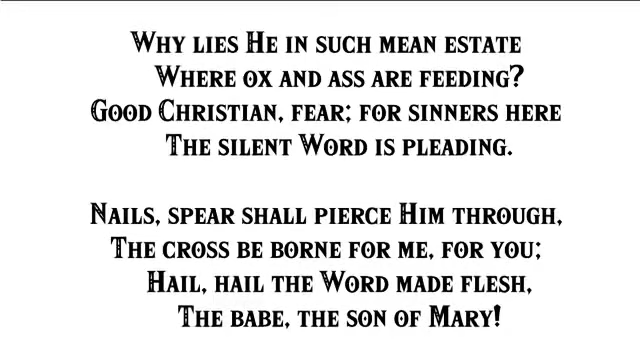 Why lies He in such mean estate
Where ox and ass are feeding?
Good Christian, fear; for sinners here
The silent Word is pleading.
Nails, spear shall pierce Him through,
The cross be borne for me, for you;
Hail, hail the Word made flesh,
The babe, the son of Mary!